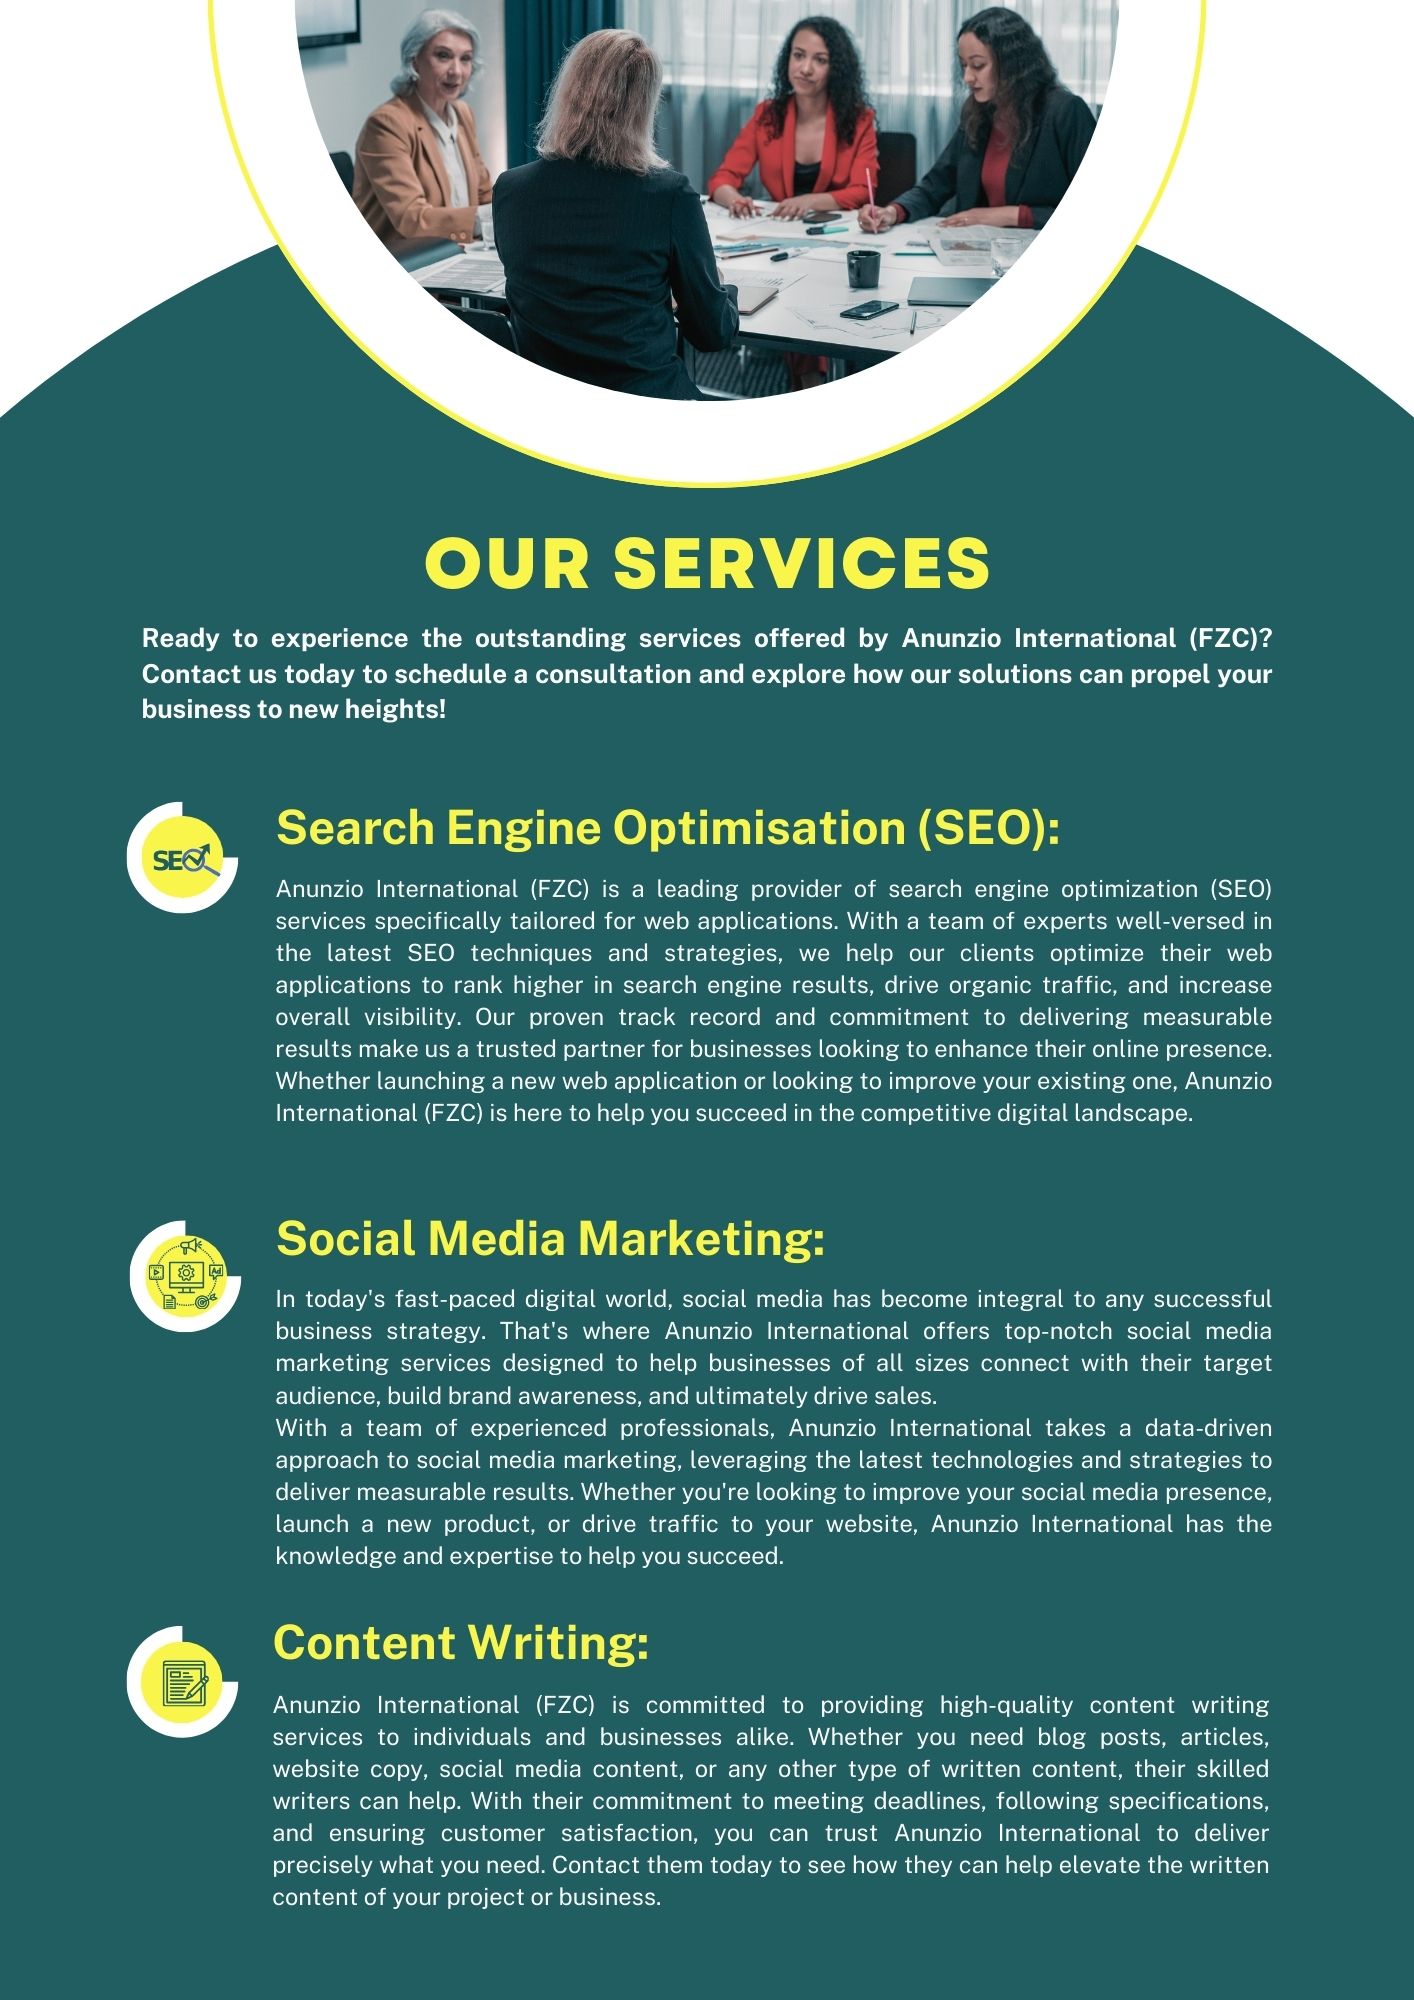 OUR SERVICES
Ready to experience the outstanding services offered by Anunzio International (FZC)?
Contact us today to schedule a consultation and explore how our solutions can propel your
business to new heights!
SEO
Search Engine Optimisation (SEO):
Anunzio International (FZC) is a leading provider of search engine optimization (SEO)
services specifically tailored for web applications. With a team of experts well-versed in
the latest SEO techniques and strategies, we help our clients optimize their web
applications to rank higher in search engine results, drive organic traffic, and increase
overall visibility. Our proven track record and commitment to delivering measurable
results make us a trusted partner for businesses looking to enhance their online presence.
Whether launching a new web application or looking to improve your existing one, Anunzio
International (FZC) is here to help you succeed in the competitive digital landscape.
Social Media Marketing:
Ad
In today's fast-paced digital world, social media has become integral to any successful
business strategy. That's where Anunzio International offers top-notch social media
marketing services designed to help businesses of all sizes connect with their target
audience, build brand awareness, and ultimately drive sales.
With a team of experienced professionals, Anunzio International takes a data-driven
approach to social media marketing, leveraging the latest technologies and strategies to
deliver measurable results. Whether you're looking to improve your social media presence,
launch a new product, or drive traffic to your website, Anunzio International has the
knowledge and expertise to help you succeed.
Content Writing:
Anunzio International (FZC) is committed to providing high-quality content writing
services to individuals and businesses alike. Whether you need blog posts, articles,
website copy, social media content, or any other type of written content, their skilled
writers can help. With their commitment to meeting deadlines, following specifications,
and ensuring customer satisfaction, you can trust Anunzio International to deliver
precisely what you need. Contact them today to see how they can help elevate the written
content of your project or business.